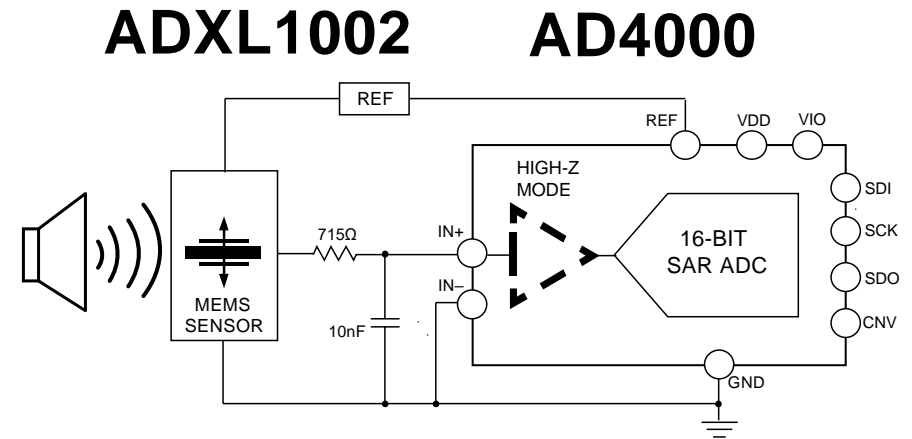 ADXL1002 AD4000
REF
REF
VDD
VIO
HIGH-Z
MODE
SDI
715Ω
IN+
16-BIT
SAR ADC
SCK
IN–
SDO
MEMS
SENSOR
10nF
CNV
GND